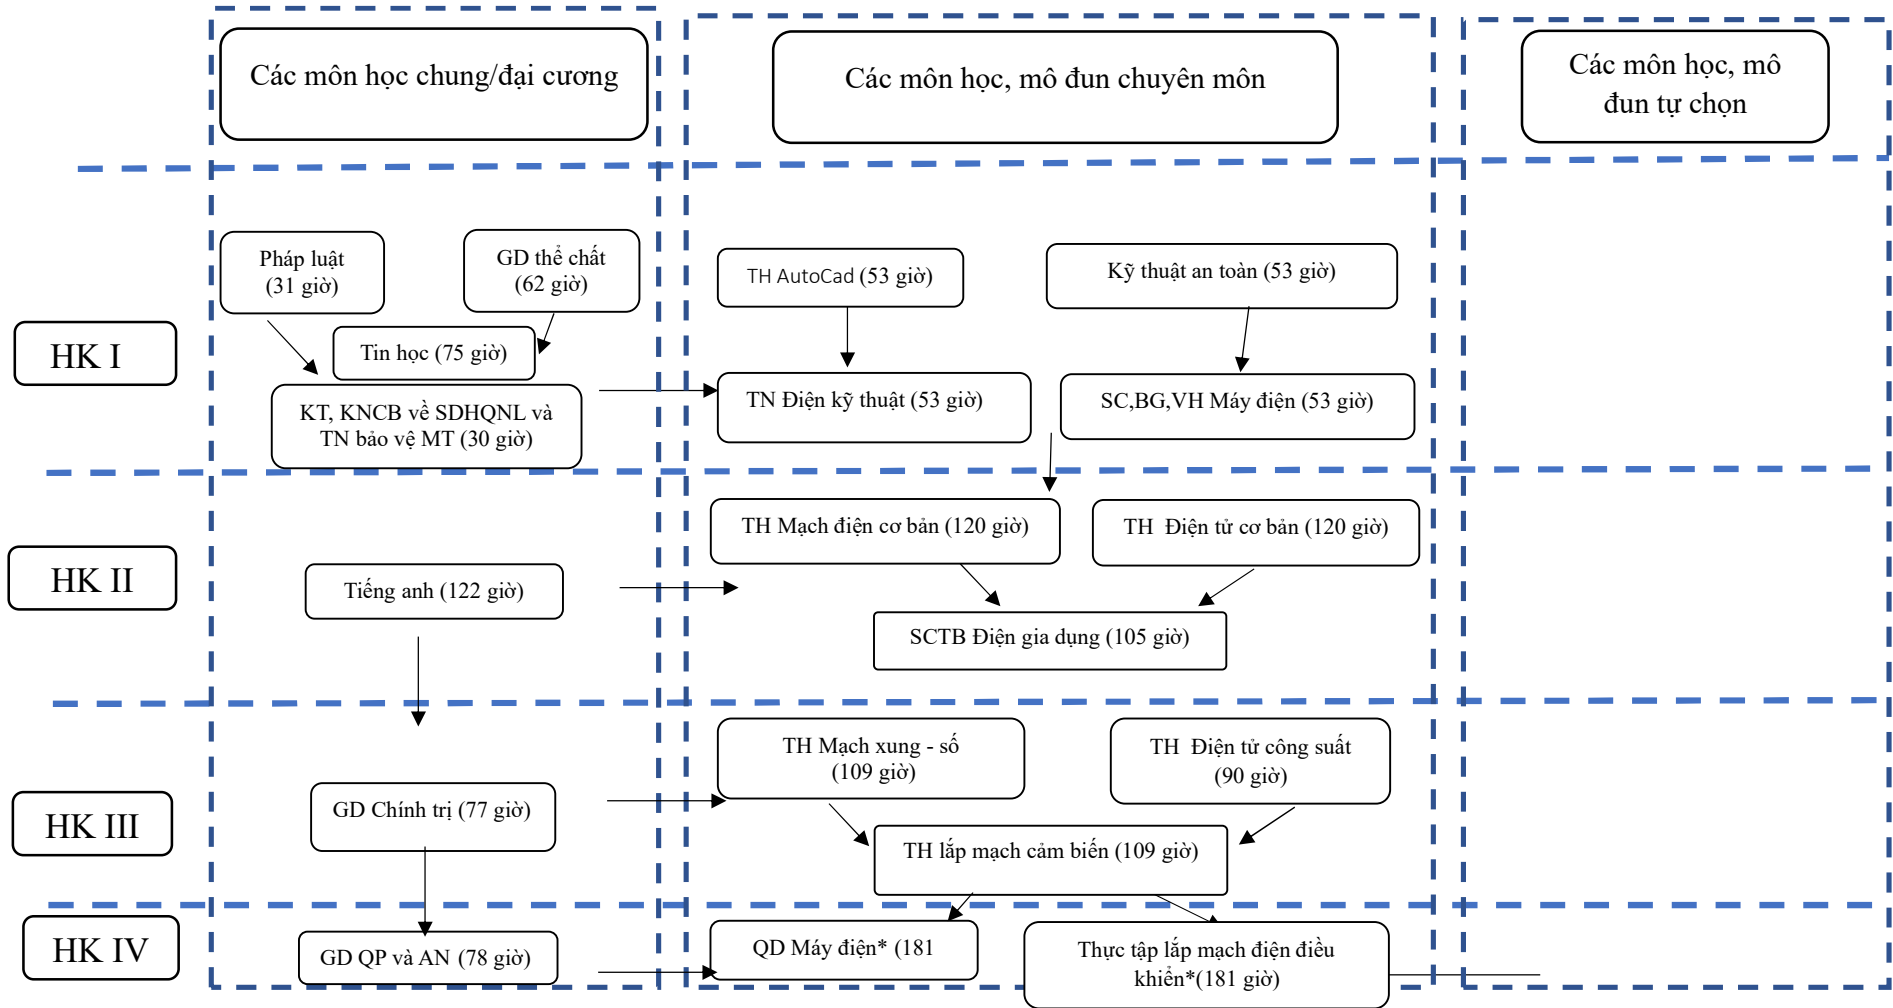 Các môn học chung/đại cương
Các môn học, mô đun chuyên môn
Các môn học, mô
đun tự chọn
HK I
Pháp luật
(31 giờ)
GD thể chất
(62 giờ)
Tin học (75 giờ)
KT, KNCB về SDHQNL và
TN bảo vệ MT (30 giờ)
TH AutoCad (53 giờ)
Kỹ thuật an toàn (53 giờ)
TN Điện kỹ thuật (53 giờ)
SC,BG,VH Máy điện (53 giờ)
HK II
Tiếng anh (122 giờ)
TH Mạch điện cơ bản (120 giờ)
TH  Điện tử cơ bản (120 giờ)
SCTB Điện gia dụng (105 giờ)
HK III
GD Chính trị (77 giờ)
TH Mạch xung - số
(109 giờ)
TH  Điện tử công suất
(90 giờ)
TH lắp mạch cảm biến (109 giờ)
HK IV
GD QP và AN (78 giờ)
QD Máy điện* (181
Thực tập lắp mạch điện điều
khiển*(181 giờ)